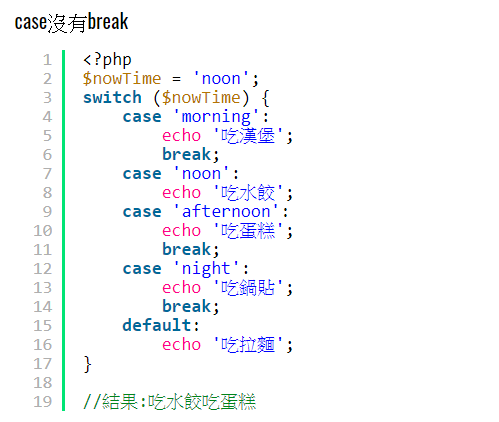 case沒有break
1 <?php
2 $nowTime = 'noon';
3 switch ($nowTime) {
4     case 'morning':
5         echo '吃漢堡';
6         break;
7     case 'noon':
8         echo '吃水餃';
9     case 'afternoon':
10         echo '吃蛋糕';
11         break;
12     case 'night':
13         echo '吃鍋貼';
14         break;
15     default:
16         echo '吃拉麵';
17 }
18
19 //結果:吃水餃吃蛋糕